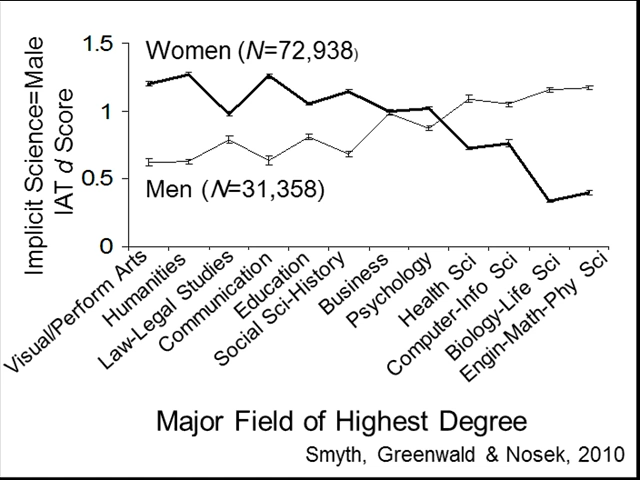 1.5
Women (N=72,938)
1
0.5
Men (N=31,358)
0
Implicit Science=Male
IAT d Score
Visual/Perform Arts
Humanities
Law-Legal Studies
Communication
Education
Social Sci-History
Business
Psychology
Health Sci
Computer-Info Sci
Biology-Life Sci
Engin-Math-Phy Sci
Major Field of Highest Degree
Smyth, Greenwald & Nosek, 2010